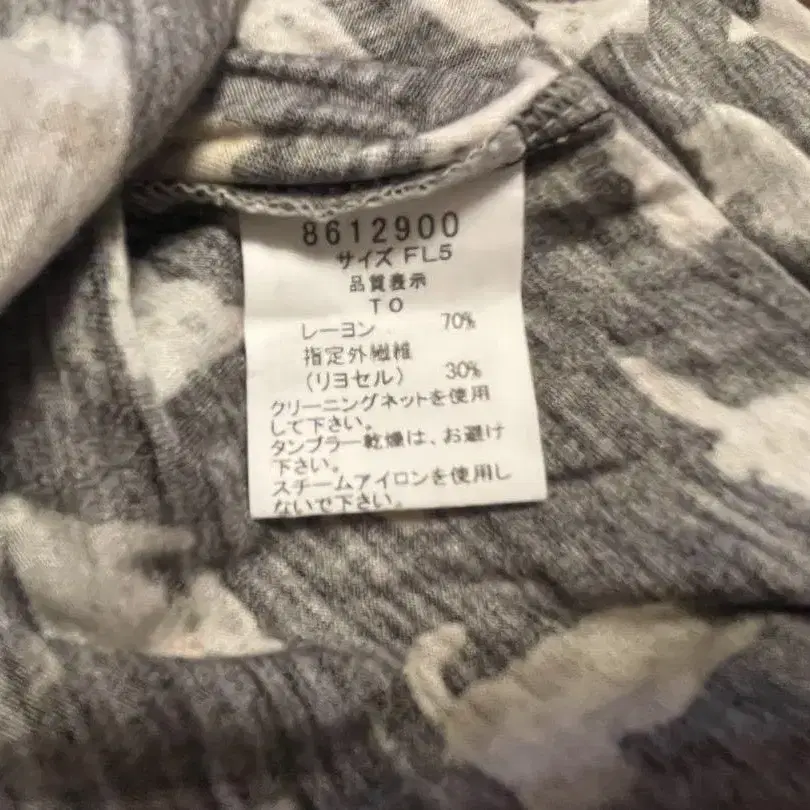 8612900
サイズ FL5
品質表示
TO
レーヨン 70%
指定外繊維
(リヨセル) 30%
クリーニングネットを使用
して下さい。
タンブラー乾燥は、お避け
下さい。
スチームアイロンを使用し
ないで下さい。